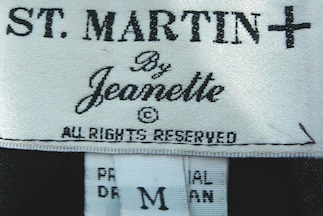 ST. MARTIN+
By
Jeanette
©
ALL RIGHTS RESERVED
M